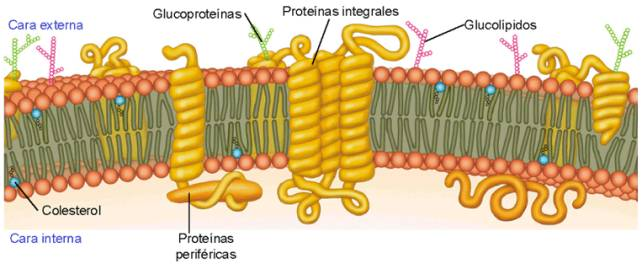 Glucoproteínas
Proteínas integrales
Cara externa
Glucolípidos
Colesterol
Cara interna
Proteínas
periféricas